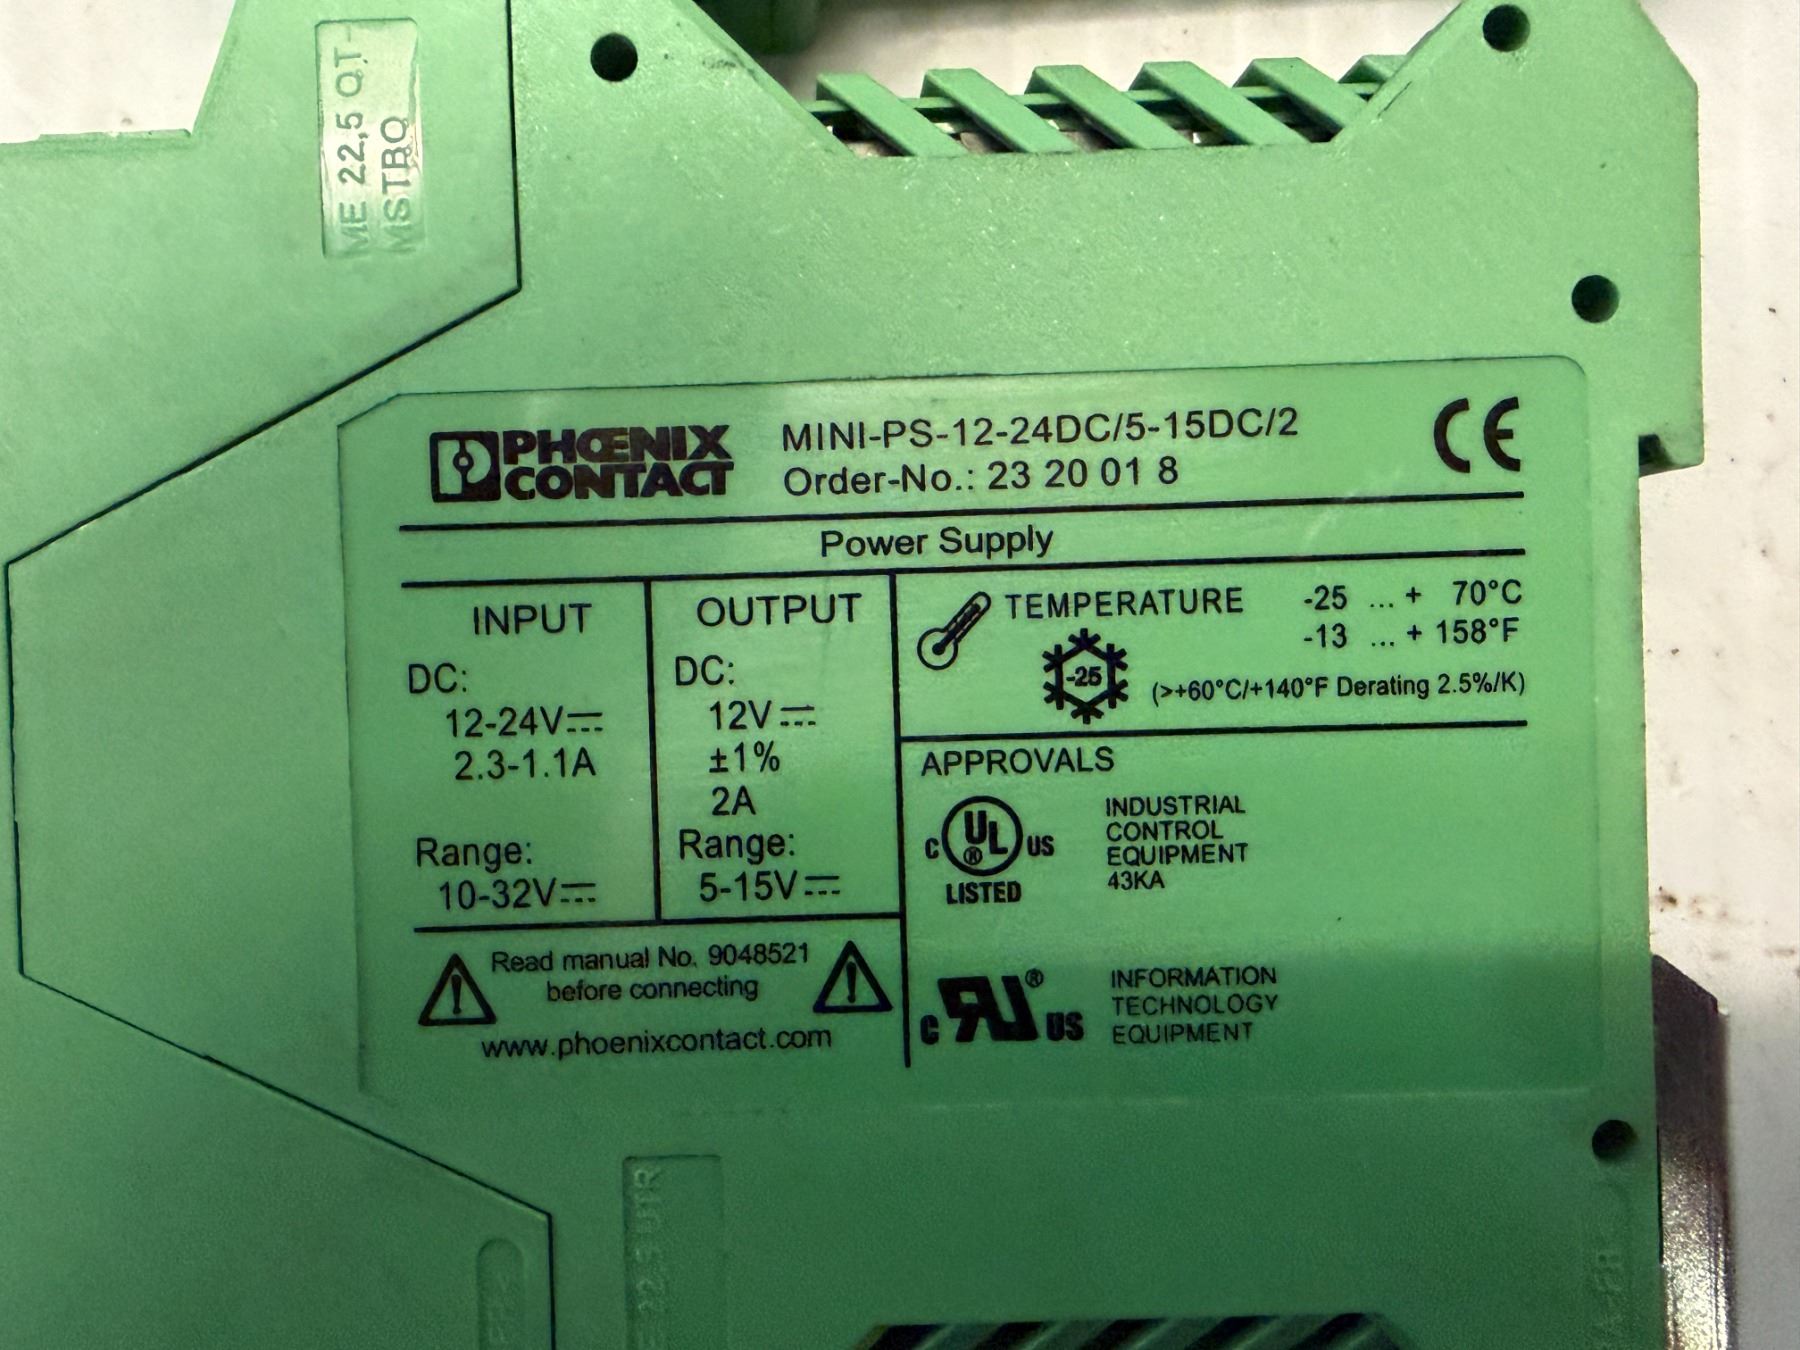 ME 22,5 QT-
MSTBO
PHŒNIX
CONTACT
MINI-PS-12-24DC/5-15DC/2
Order-No.: 23 20 01 8
CE
Power Supply
INPUT
DC:
12-24V⎓
2.3-1.1A
Range:
10-32V⎓
OUTPUT
DC:
12V⎓
±1%
2A
Range:
5-15V⎓
TEMPERATURE -25 ... + 70°C
-13 ... + 158°F
-25
(>+60°C/+140°F Derating 2.5%/K)
APPROVALS
C UL ® US
LISTED
INDUSTRIAL
CONTROL
EQUIPMENT
43KA
Read manual No. 9048521
before connecting
www.phoenixcontact.com
c RU ® US
INFORMATION
TECHNOLOGY
EQUIPMENT